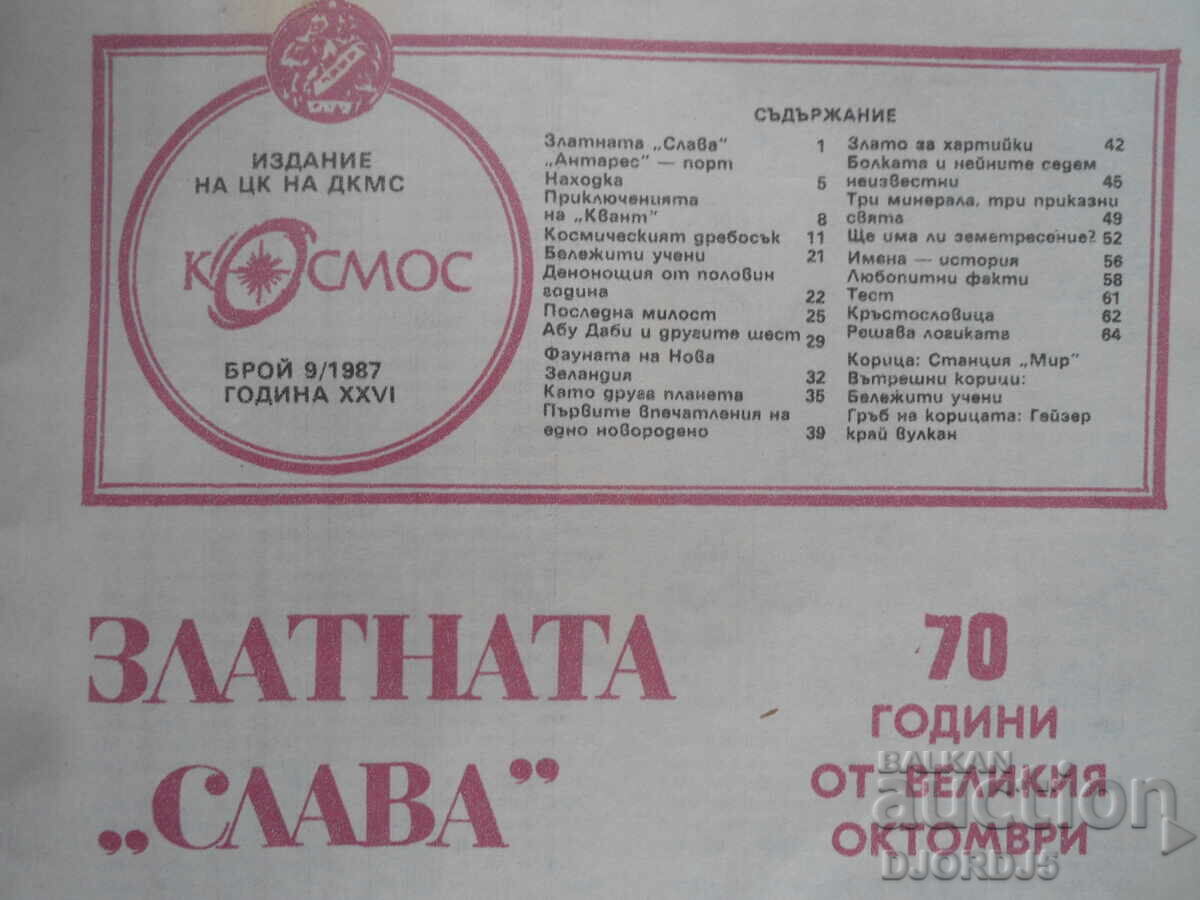 ИЗДАНИЕ
НА ЦК НА ДКМС
КОСМОС
БРОЙ 9/1987
ГОДИНА XXVI
СЪДЪРЖАНИЕ
Златната „Слава" 1
„Антарес" — порт
Находка 5
Приключенията
на „Квант" 8
Космическият дребосък 11
Бележити учени 21
Денонощия от половин
година 22
Последна милост 25
Абу Даби и другите шест 29
Фауната на Нова
Зеландия 32
Като друга планета 35
Първите впечатления на
едно новородено 39
Злато за хартийки 42
Болката и нейните седем
неизвестни 45
Три минерала, три приказни
свята 49
Ще има ли земетресение? 52
Имена — история 56
Любопитни факти 58
Тест 61
Кръстословица 62
Решава логиката 64
Корица: Станция „Мир"
Вътрешни корици:
Бележити учени
Гръб на корицата: Гейзер
край вулкан
ЗЛАТНАТА
„СЛАВА"
70
ГОДИНИ
ОТ ВЕЛИКИЯ
ОКТОМВРИ
BALKAN
auction
DJORDJ5